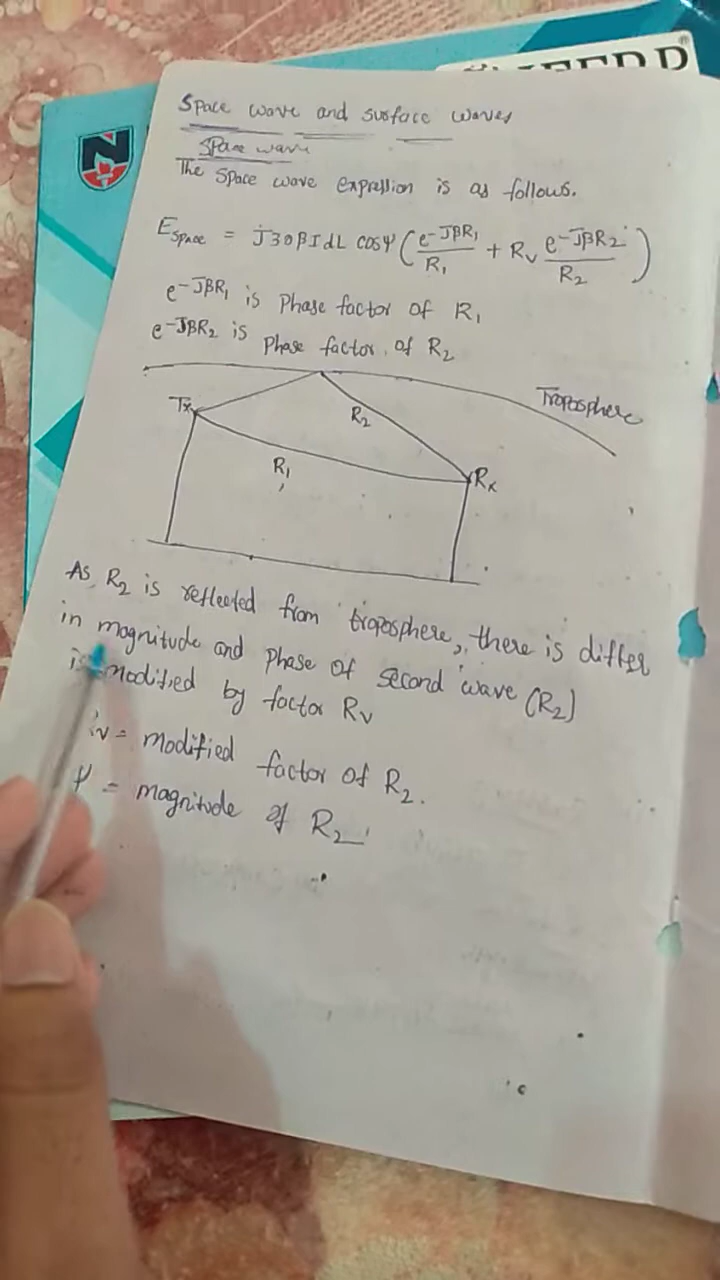 Space wave and surface waves
Space wave
The space wave expression is as follows.
E_space = j30βIdL cosψ (e^-JβR₁/R₁ + Rᵥ e^-JβR₂/R₂)
e^-JβR₁ is Phase factor of R₁
e^-JβR₂ is Phase factor of R₂
Troposphere
Tx
R₂
R₁
Rx
As R₂ is reflected from troposphere, there is differ
in magnitude and phase of second wave (R₂)
is modified by factor Rᵥ
= modified factor of R₂.
= magnitude of R₂
N